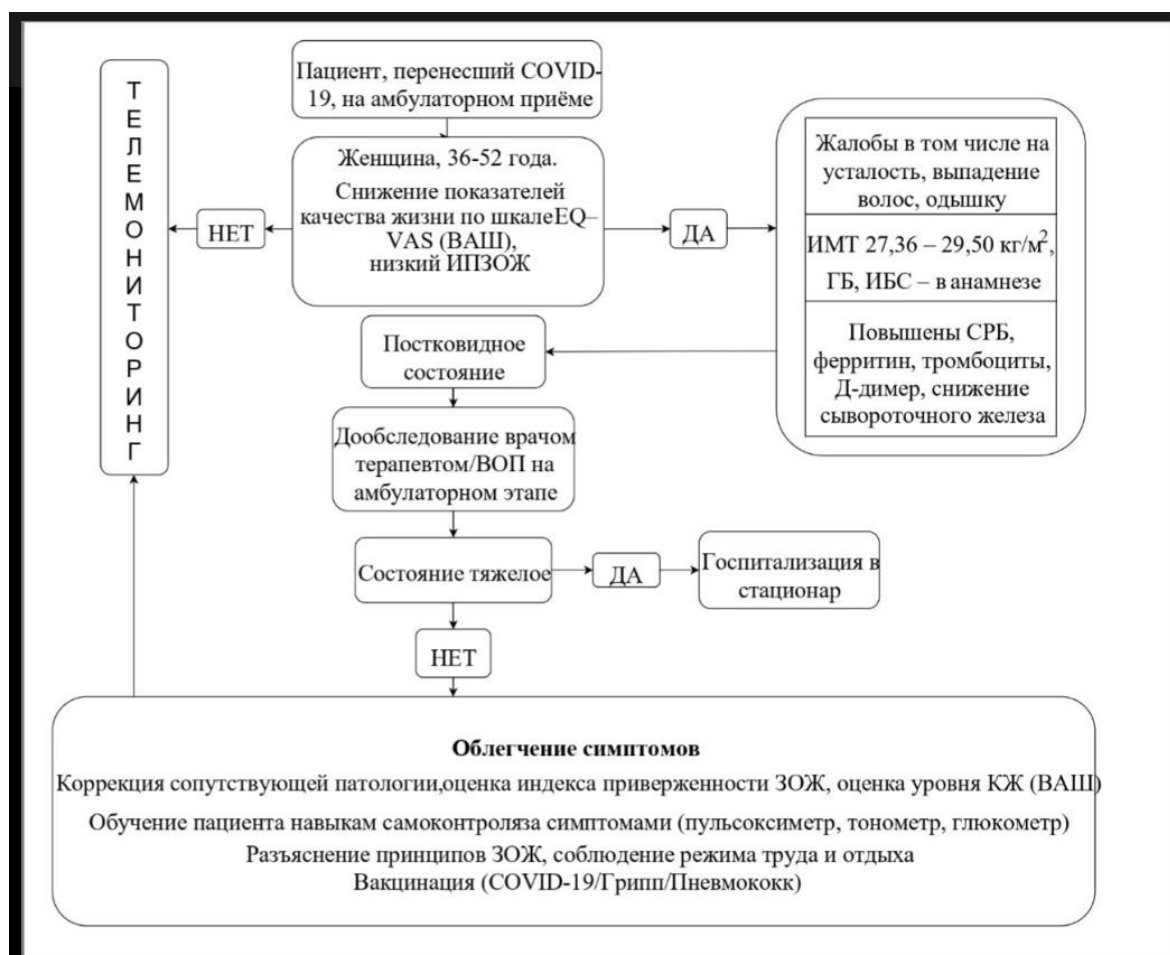 ТЕЛЕМОНИТОРИНГ
Пациент, перенесший COVID-
19, на амбулаторном приёме
Женщина, 36-52 года.
Снижение показателей
качества жизни по шкале EQ–
VAS (ВАШ),
низкий ИПЗОЖ
НЕТ
ДА
Жалобы в том числе на
усталость, выпадение
волос, одышку
ИМТ 27,36 – 29,50 кг/м²,
ГБ, ИБС – в анамнезе
Повышены СРБ,
ферритин, тромбоциты,
Д-димер, снижение
сывороточного железа
Постковидное
состояние
Дообследование врачом
терапевтом/ВОП на
амбулаторном этапе
Состояние тяжелое
ДА
Госпитализация в
стационар
НЕТ
Облегчение симптомов
Коррекция сопутствующей патологии,оценка индекса приверженности ЗОЖ, оценка уровня КЖ (ВАШ)
Обучение пациента навыкам самоконтроляза симптомами (пульсоксиметр, тонометр, глюкометр)
Разъяснение принципов ЗОЖ, соблюдение режима труда и отдыха
Вакцинация (COVID-19/Грипп/Пневмококк)